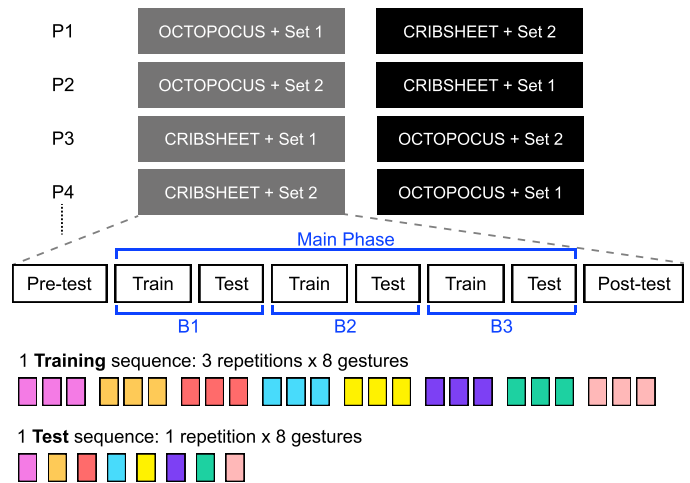 P1 OCTOPOCUS + Set 1 CRIBSHEET + Set 2
P2 OCTOPOCUS + Set 2 CRIBSHEET + Set 1
P3 CRIBSHEET + Set 1 OCTOPOCUS + Set 2
P4 CRIBSHEET + Set 2 OCTOPOCUS + Set 1
Main Phase
Pre-test Train Test Train Test Train Test Post-test
B1 B2 B3
1 Training sequence: 3 repetitions x 8 gestures
1 Test sequence: 1 repetition x 8 gestures